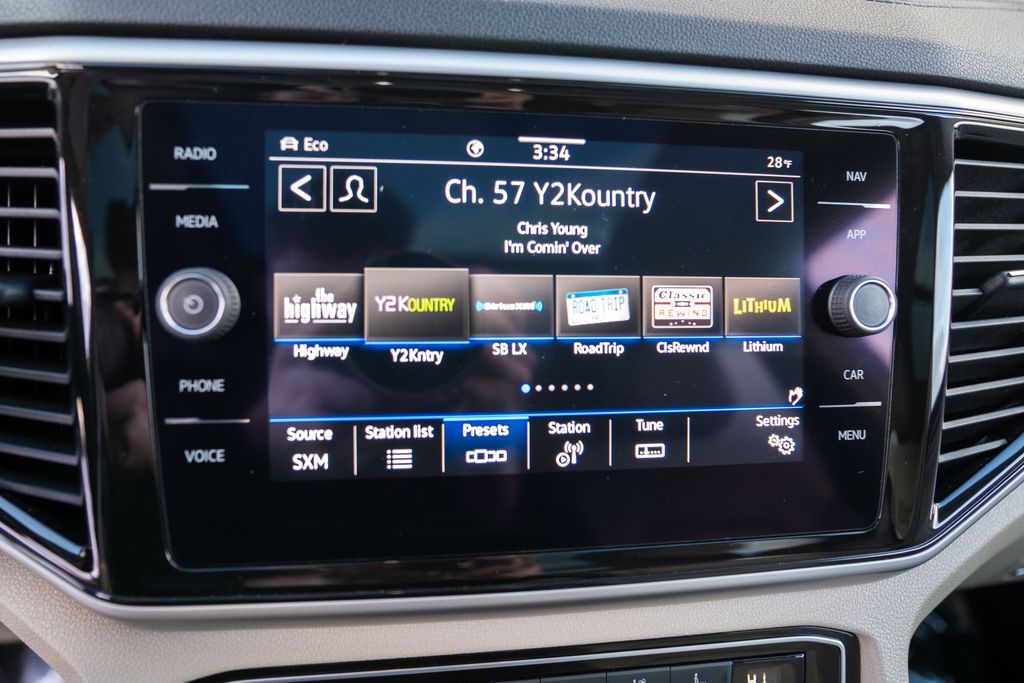 RADIO
MEDIA
PHONE
VOICE
Eco
3:34
28°F
< >
Ch. 57 Y2Kountry
Chris Young
I'm Comin' Over
the highway
Y2KOUNTRY
SiriusXM
ROAD TRIP
Classic REWIND
LITHIUM
Highway
Y2Kntry
SB LX
RoadTrip
ClsRewnd
Lithium
Source
SXM
Station list
Presets
Station
Tune
Settings
NAV
APP
CAR
MENU